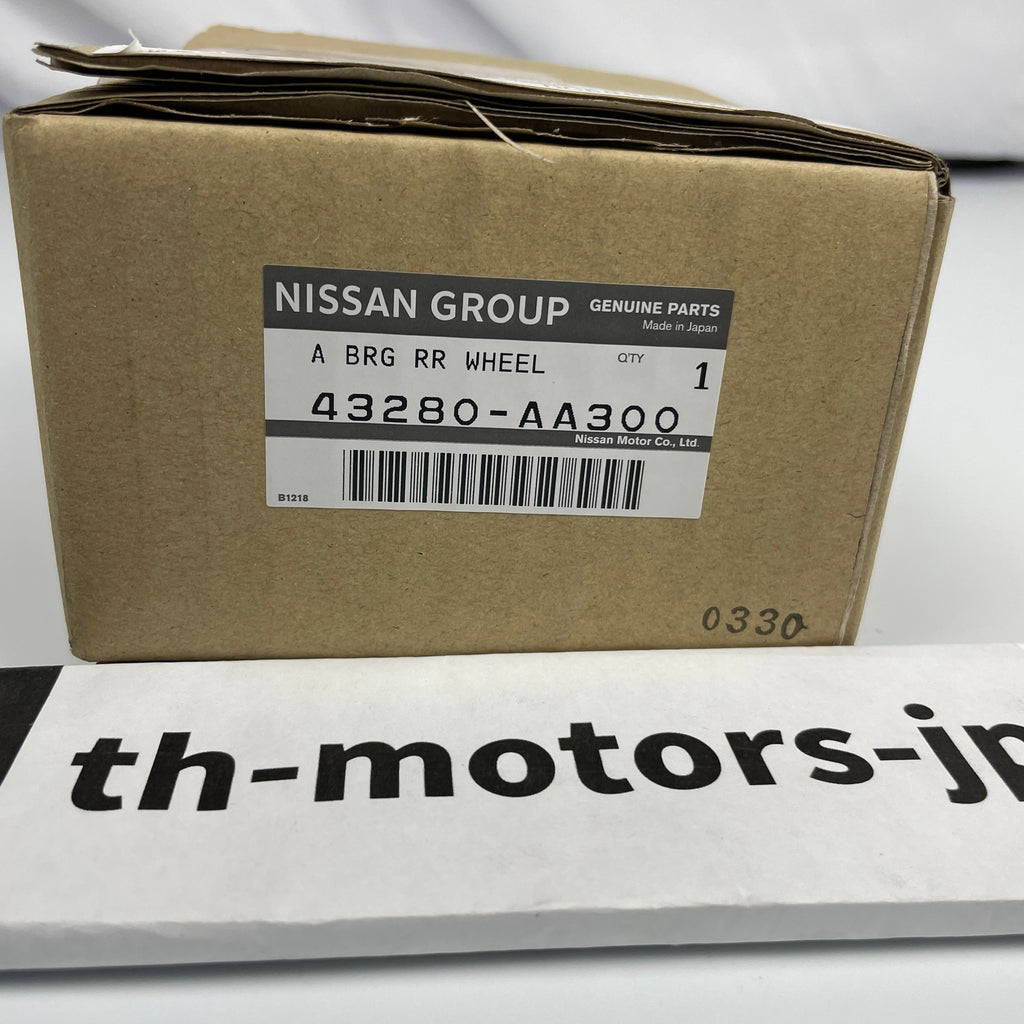 NISSAN GROUP GENUINE PARTS
Made in Japan
A BRG RR WHEEL Q'TY 1
43280-AA300
Nissan Motor Co., Ltd.
B1218
0330
th-motors-jp